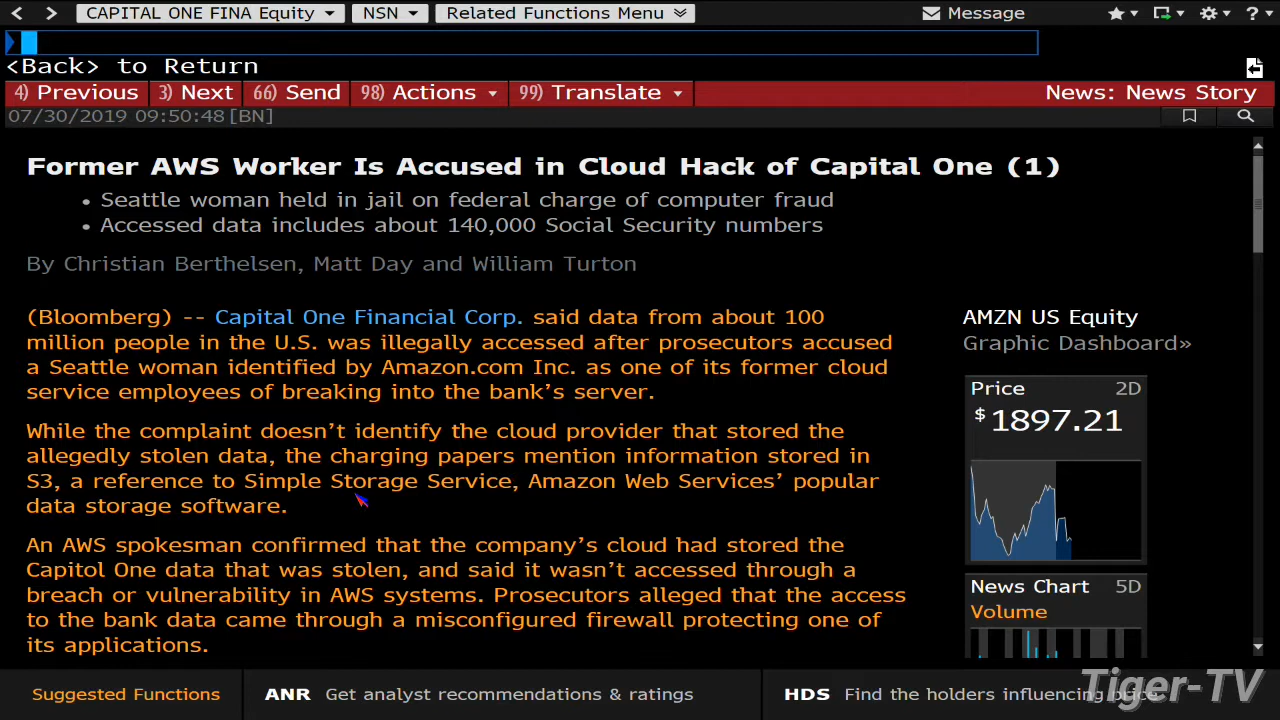 CAPITAL ONE FINA Equity NSN Related Functions Menu Message ?
<Back> to Return
4) Previous 3) Next 66) Send 98) Actions 99) Translate News: News Story
07/30/2019 09:50:48 [BN]
Former AWS Worker Is Accused in Cloud Hack of Capital One (1)
• Seattle woman held in jail on federal charge of computer fraud
• Accessed data includes about 140,000 Social Security numbers
By Christian Berthelsen, Matt Day and William Turton
(Bloomberg) -- Capital One Financial Corp. said data from about 100
million people in the U.S. was illegally accessed after prosecutors accused
a Seattle woman identified by Amazon.com Inc. as one of its former cloud
service employees of breaking into the bank's server.
While the complaint doesn't identify the cloud provider that stored the
allegedly stolen data, the charging papers mention information stored in
S3, a reference to Simple Storage Service, Amazon Web Services' popular
data storage software.
An AWS spokesman confirmed that the company's cloud had stored the
Capitol One data that was stolen, and said it wasn't accessed through a
breach or vulnerability in AWS systems. Prosecutors alleged that the access
to the bank data came through a misconfigured firewall protecting one of
its applications.
AMZN US Equity
Graphic Dashboard»
Price 2D
$1897.21
News Chart 5D
Volume
Suggested Functions ANR Get analyst recommendations & ratings HDS Find the holders influencing price
Tiger-TV